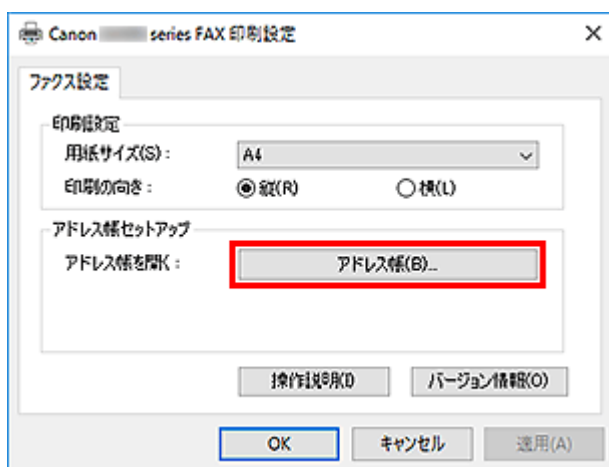 Canon series FAX 印刷設定
ファクス設定
印刷設定
用紙サイズ(S) : A4
印刷の向き : 縦(R) 横(L)
アドレス帳セットアップ
アドレス帳を開く : アドレス帳(B)...
操作説明(I) バージョン情報(O)
OK キャンセル 適用(A)